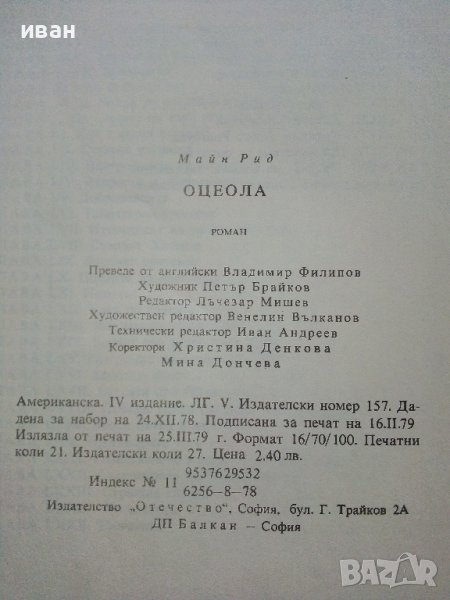 иван
Майн Рид
ОЦЕОЛА
РОМАН
Преведе от английски Владимир Филипов
Художник Петър Брайков
Редактор Лъчезар Мишев
Художествен редактор Венелин Вълканов
Технически редактор Иван Андреев
Коректори Христина Денкова
Мина Дончева
Американска. IV издание. ЛГ. V. Издателски номер 157. Да-
дена за набор на 24.XII.78. Подписана за печат на 16.II.79
Излязла от печат на 25.III.79 г. Формат 16/70/100. Печатни
коли 21. Издателски коли 27. Цена 2,40 лв.
9537629532
Индекс № 11
6256—8—78
Издателство „Отечество", София, бул. Г. Трайков 2А
ДП Балкан — София
BAZAR